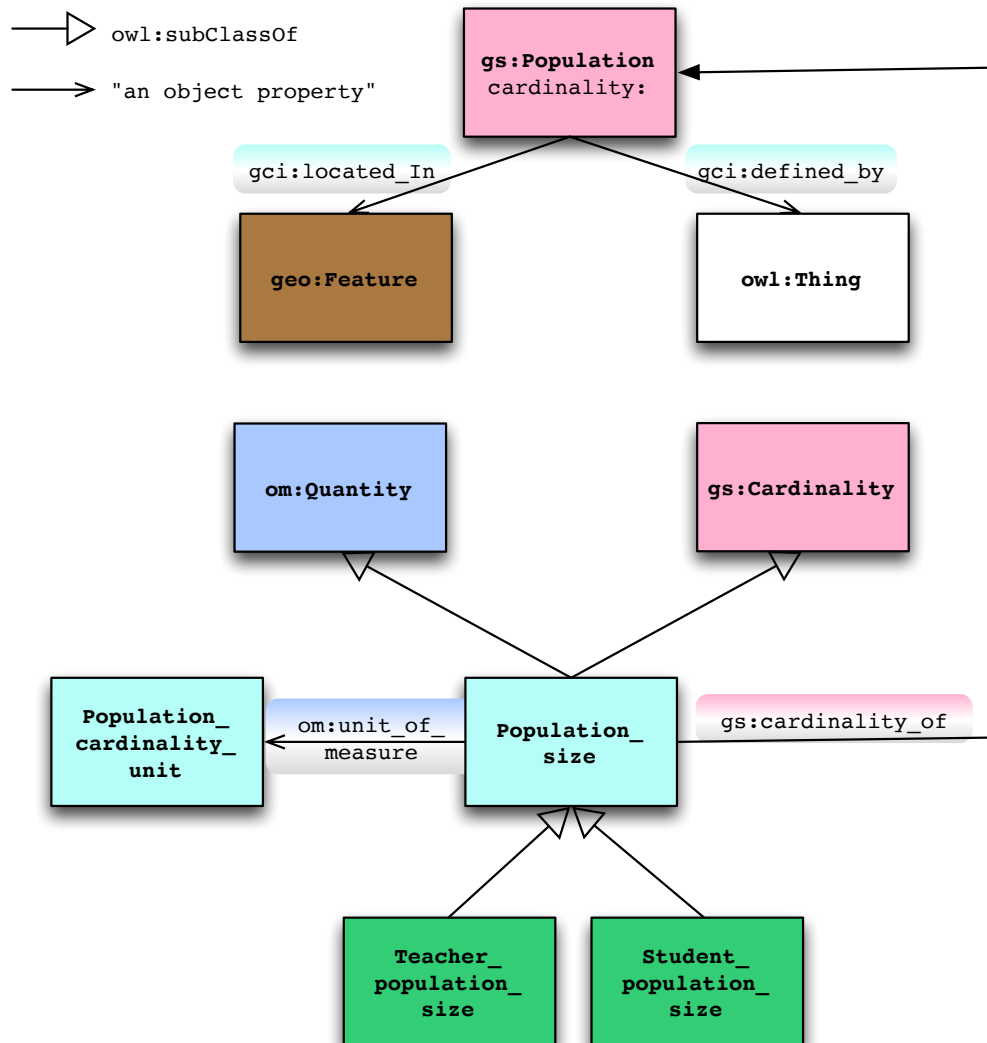 owl:subClassOf
"an object property"
gs:Population
cardinality:
gci:located_In
gci:defined_by
geo:Feature
owl:Thing
om:Quantity
gs:Cardinality
Population_
cardinality_
unit
om:unit_of_
measure
Population_
size
gs:cardinality_of
Teacher_
population_
size
Student_
population_
size